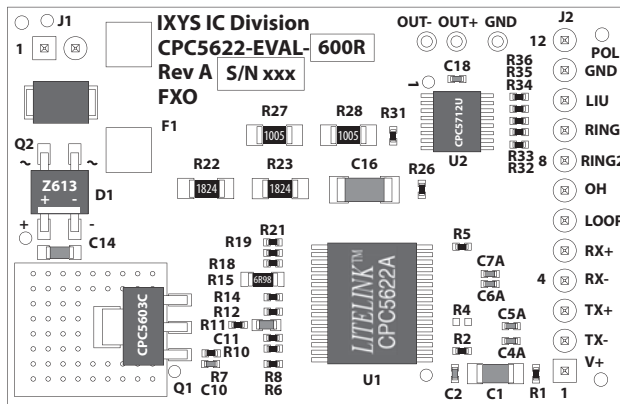 J1
1
IXYS IC Division
CPC5622-EVAL- 600R
Rev A S/N xxx
FXO
OUT- OUT+ GND
J2
12
POL
GND
LIU
RING
8
RING2
OH
LOOP
RX+
4
RX-
TX+
TX-
V+
1
C18
1
CPC5712U
U2
R36
R35
R34
R33
R32
F1
R27
1005
R28
1005
R31
R22
1824
R23
1824
C16
R26
Q2
~
~
Z613
+ -
D1
+
-
C14
R21
R19
R18
R15
6R98
R14
R12
R11
C11
R10
R7
C10
R8
R6
CPC5603C
Q1
LITELINK
CPC5622A
U1
R5
C7A
C6A
R4
C5A
R2
C4A
C2
C1
R1